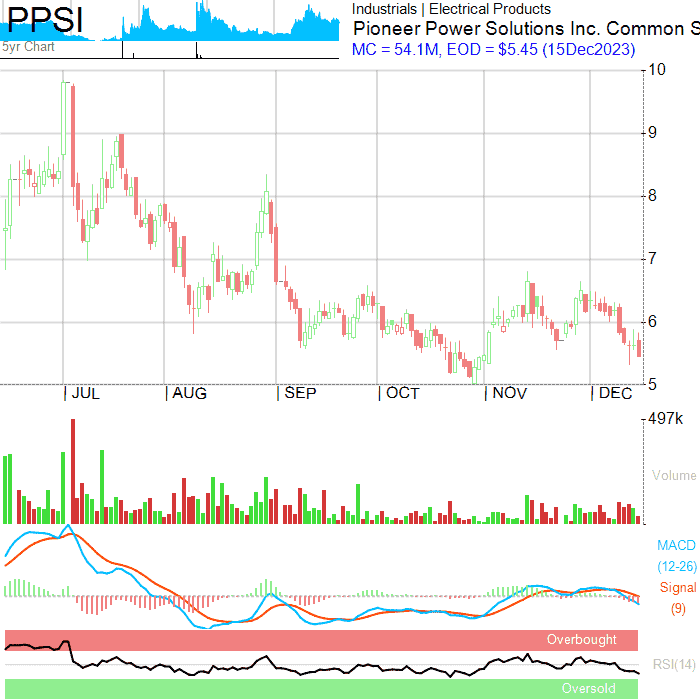 PPSI
5yr Chart
Industrials | Electrical Products
Pioneer Power Solutions Inc. Common S
MC = 54.1M, EOD = $5.45 (15Dec2023)
10
9
8
7
6
5
JUL AUG SEP OCT NOV DEC
497k
Volume
MACD
(12-26)
Signal
(9)
Overbought
RSI(14)
Oversold